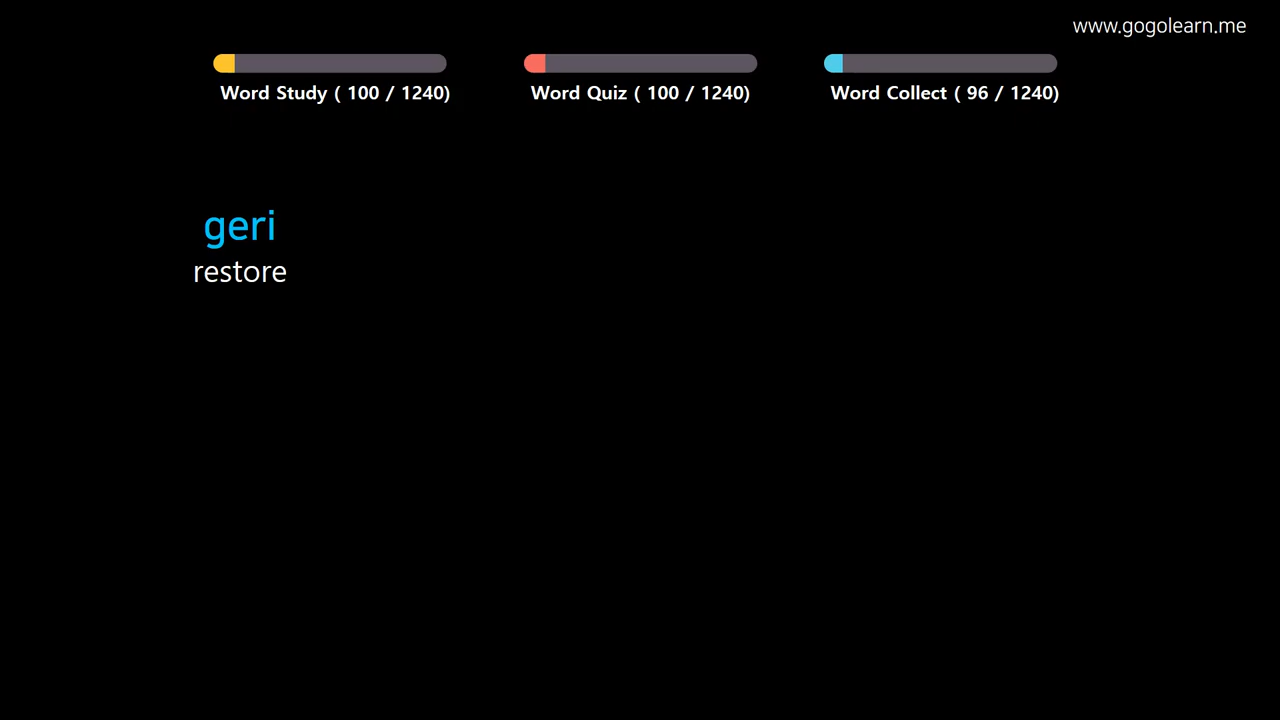 www.gogolearn.me
Word Study ( 100 / 1240)
Word Quiz ( 100 / 1240)
Word Collect ( 96 / 1240)
geri
restore